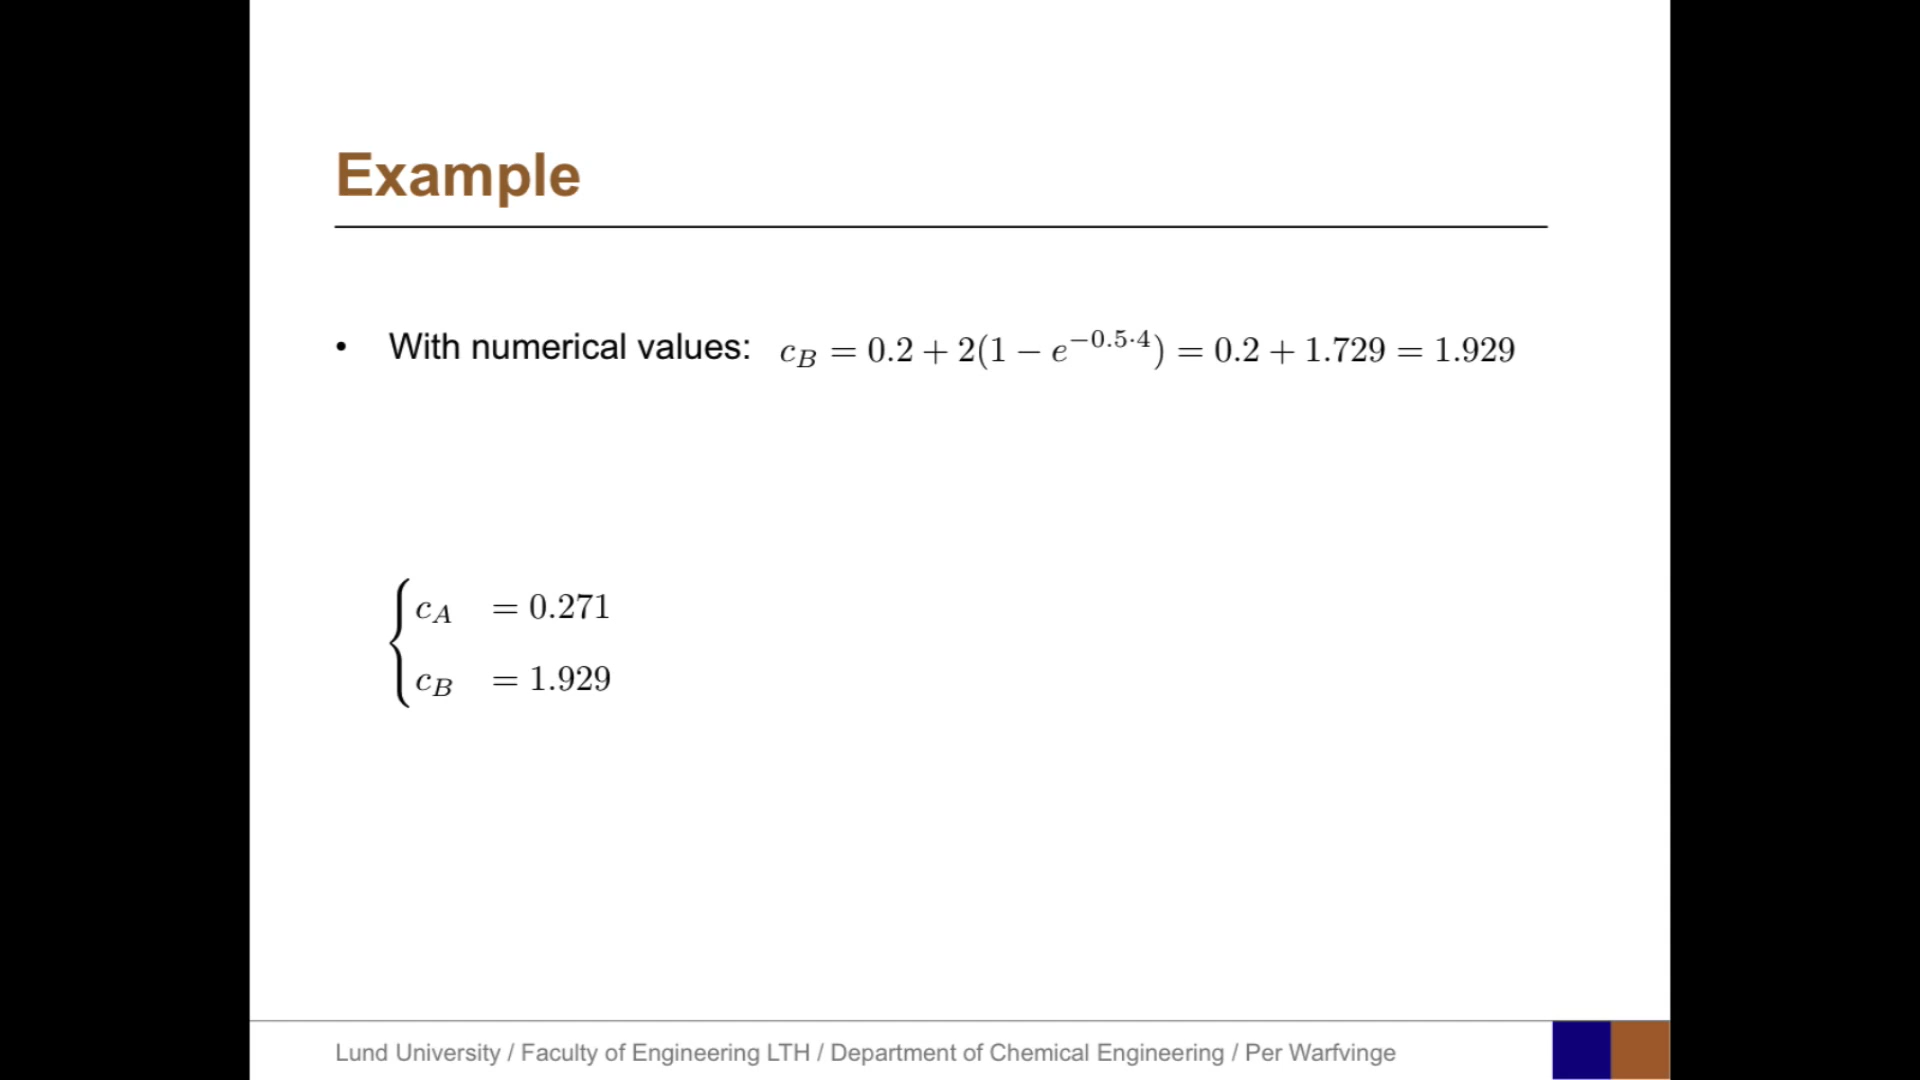 Example
• With numerical values: c_B = 0.2 + 2(1 − e^{−0.5·4}) = 0.2 + 1.729 = 1.929
c_A = 0.271
c_B = 1.929
Lund University / Faculty of Engineering LTH / Department of Chemical Engineering / Per Warfvinge